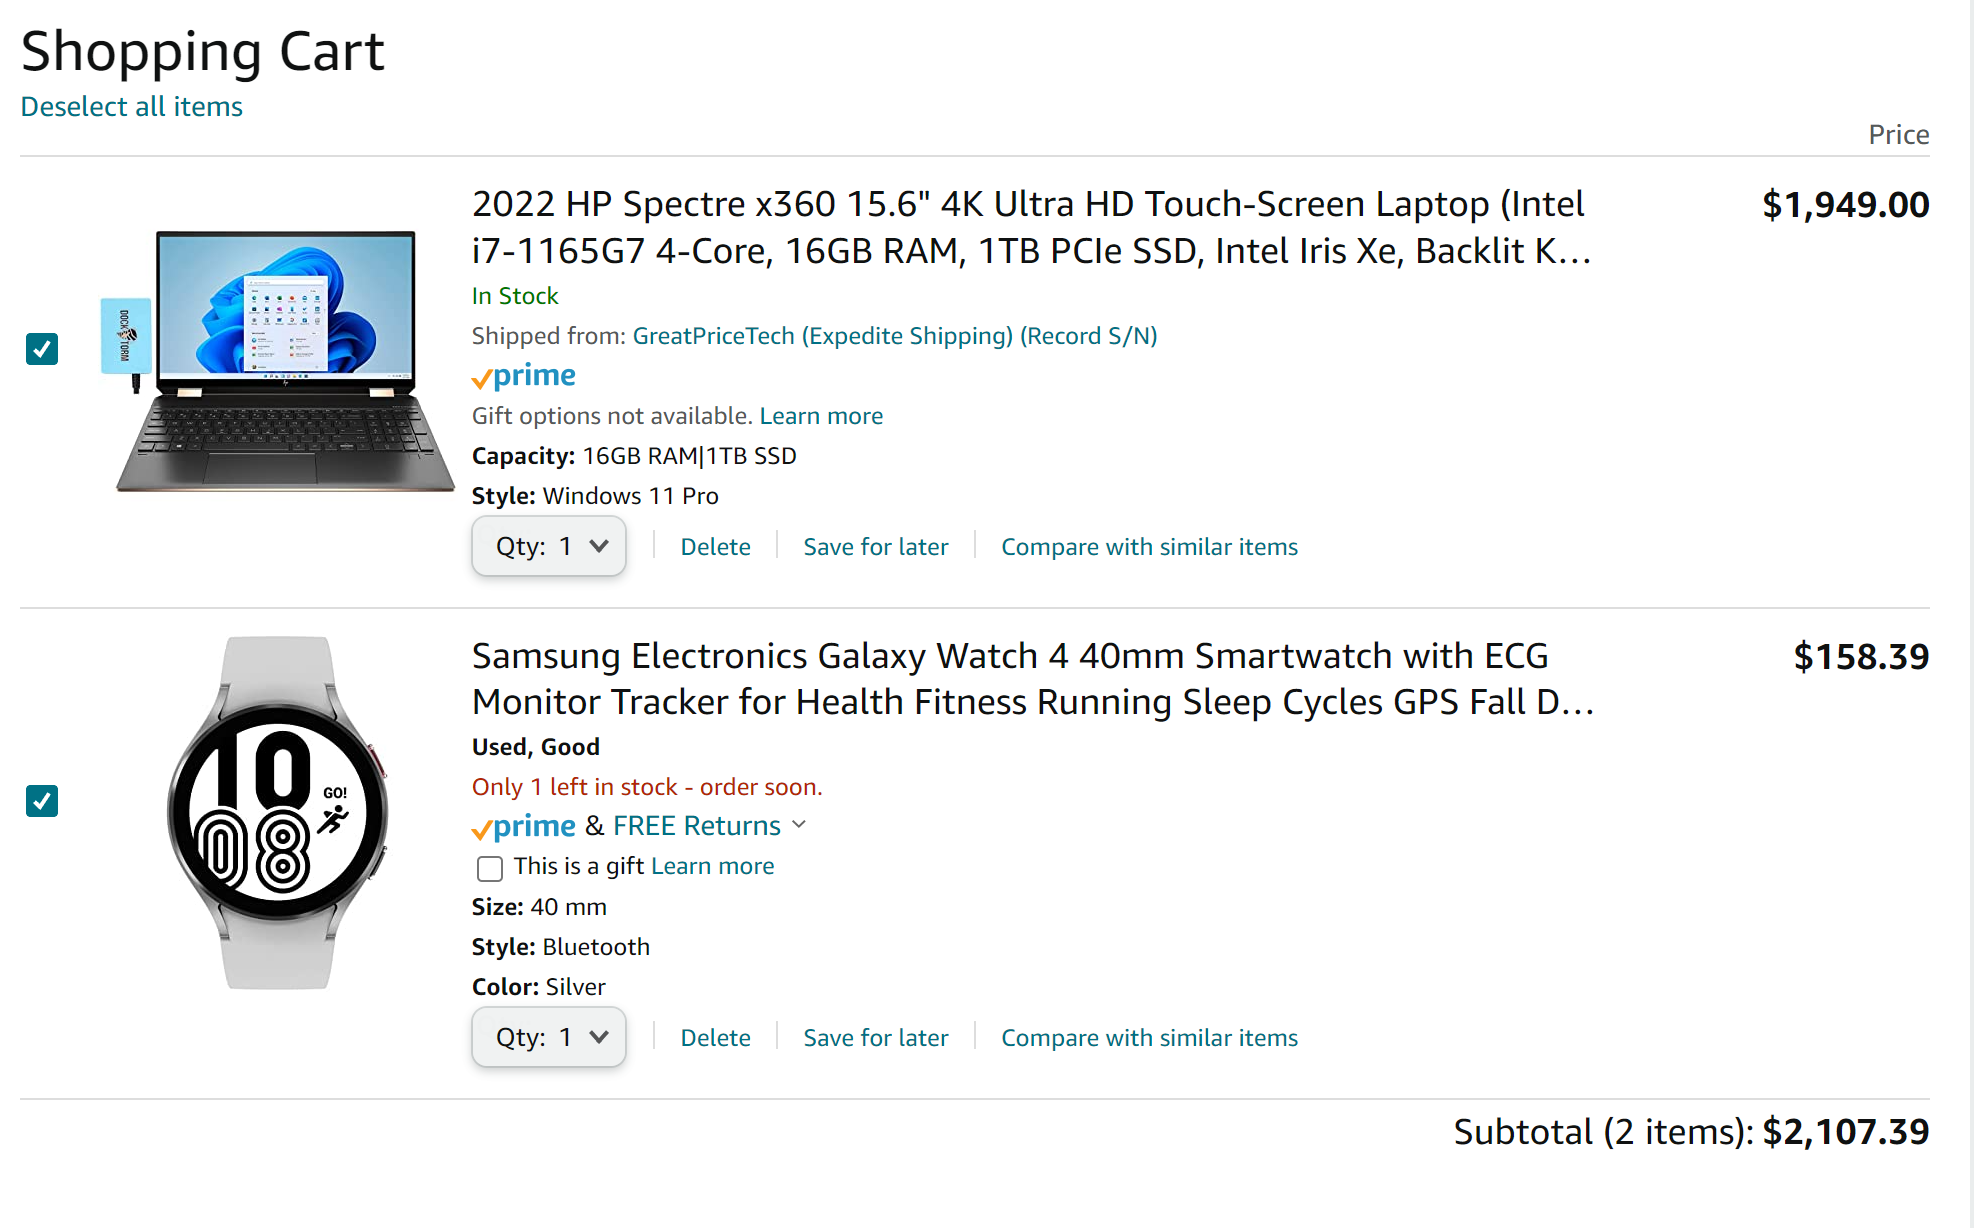 Shopping Cart
Deselect all items
Price
2022 HP Spectre x360 15.6" 4K Ultra HD Touch-Screen Laptop (Intel
i7-1165G7 4-Core, 16GB RAM, 1TB PCIe SSD, Intel Iris Xe, Backlit K…
$1,949.00
In Stock
Shipped from: GreatPriceTech (Expedite Shipping) (Record S/N)
prime
Gift options not available. Learn more
Capacity: 16GB RAM|1TB SSD
Style: Windows 11 Pro
Qty: 1
Delete
Save for later
Compare with similar items
Samsung Electronics Galaxy Watch 4 40mm Smartwatch with ECG
Monitor Tracker for Health Fitness Running Sleep Cycles GPS Fall D…
$158.39
10
08
GO!
Used, Good
Only 1 left in stock - order soon.
prime & FREE Returns
This is a gift Learn more
Size: 40 mm
Style: Bluetooth
Color: Silver
Qty: 1
Delete
Save for later
Compare with similar items
Subtotal (2 items): $2,107.39